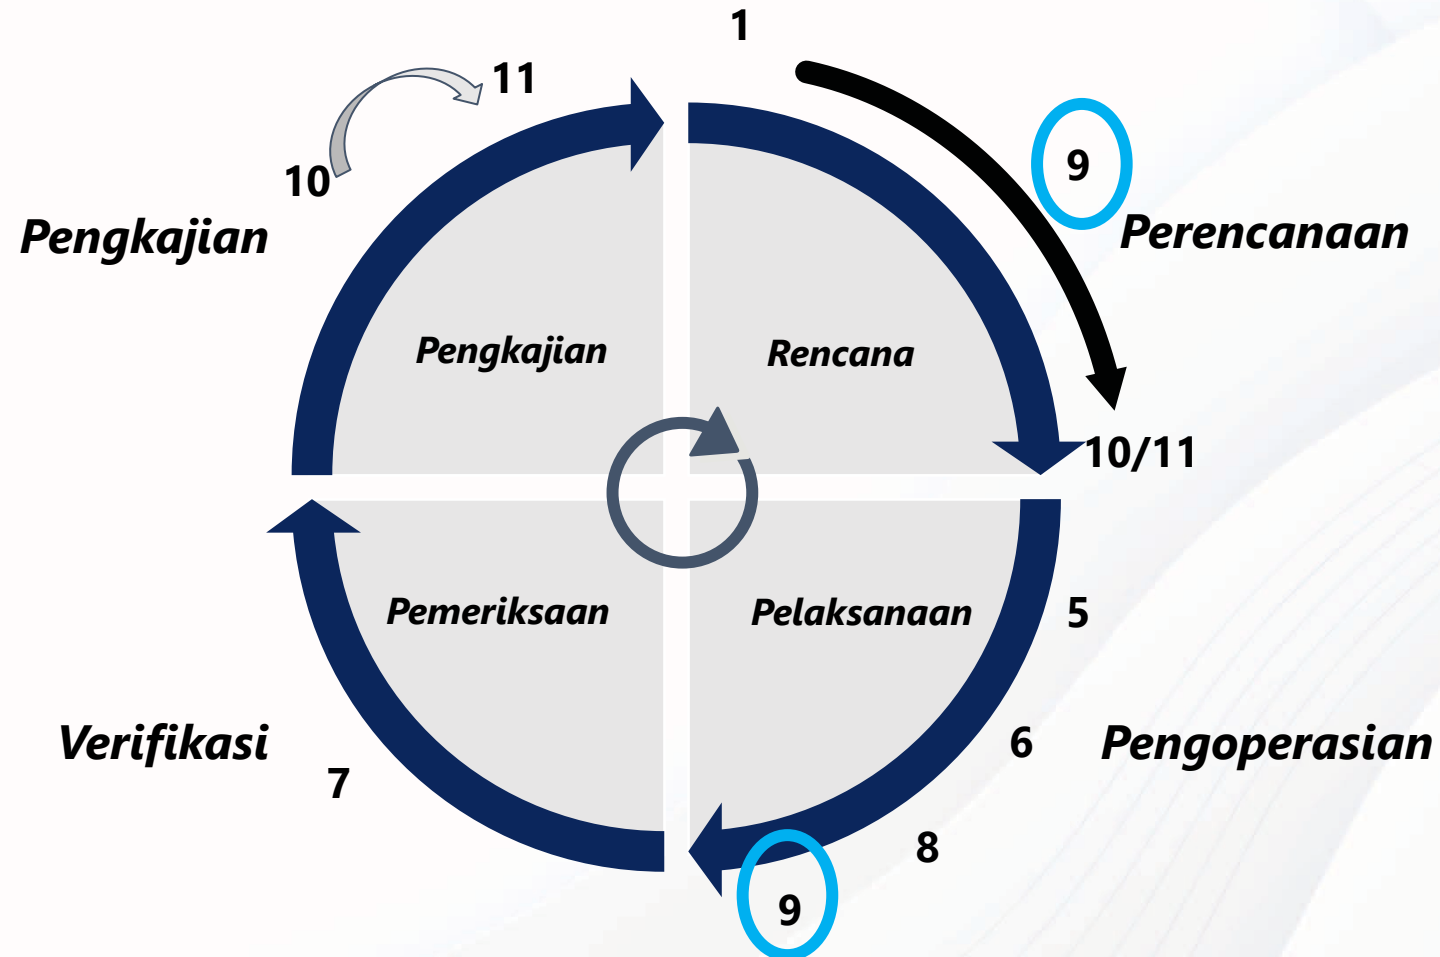 1
11
10
9
Pengkajian
Perencanaan
Pengkajian
Rencana
10/11
Pemeriksaan
Pelaksanaan
5
Verifikasi
6
Pengoperasian
7
8
9